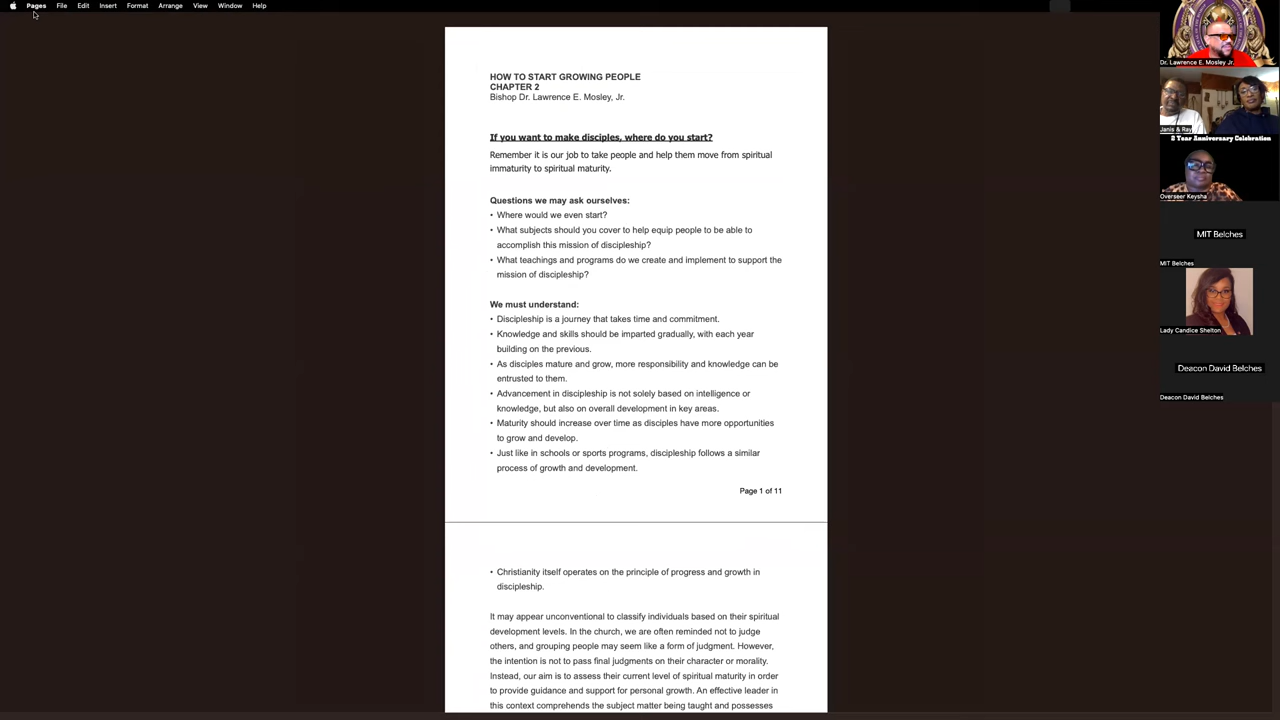 Pages File Edit Insert Format Arrange View Window Help
HOW TO START GROWING PEOPLE
CHAPTER 2
Bishop Dr. Lawrence E. Mosley, Jr.
If you want to make disciples, where do you start?
Remember it is our job to take people and help them move from spiritual
immaturity to spiritual maturity.
Questions we may ask ourselves:
• Where would we even start?
• What subjects should you cover to help equip people to be able to
accomplish this mission of discipleship?
• What teachings and programs do we create and implement to support the
mission of discipleship?
We must understand:
• Discipleship is a journey that takes time and commitment.
• Knowledge and skills should be imparted gradually, with each year
building on the previous.
• As disciples mature and grow, more responsibility and knowledge can be
entrusted to them.
• Advancement in discipleship is not solely based on intelligence or
knowledge, but also on overall development in key areas.
• Maturity should increase over time as disciples have more opportunities
to grow and develop.
• Just like in schools or sports programs, discipleship follows a similar
process of growth and development.
Page 1 of 11
• Christianity itself operates on the principle of progress and growth in
discipleship.
It may appear unconventional to classify individuals based on their spiritual
development levels. In the church, we are often reminded not to judge
others, and grouping people may seem like a form of judgment. However,
the intention is not to pass final judgments on their character or morality.
Instead, our aim is to assess their current level of spiritual maturity in order
to provide guidance and support for personal growth. An effective leader in
this context comprehends the subject matter being taught and possesses
Dr. Lawrence E. Mosley Jr.
Janis & Ray
2 Year Anniversary Celebration
Overseer Keysha
MIT Belches
MIT Belches
Lady Candice Shelton
Deacon David Belches
Deacon David Belches